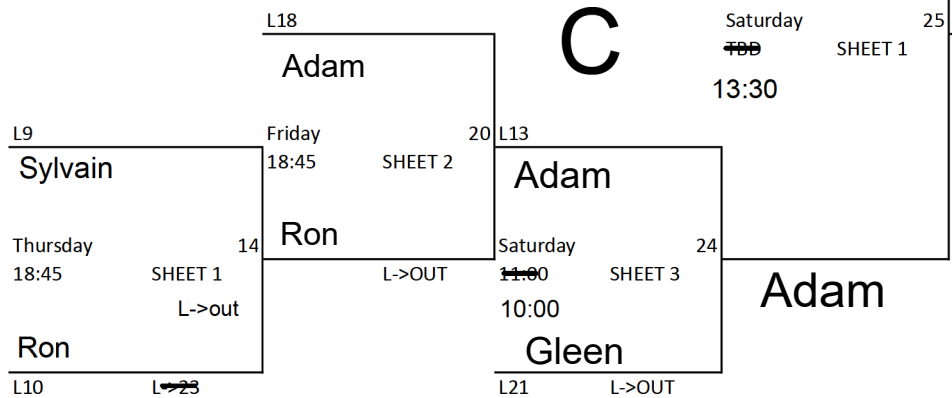 L18
Adam
Friday 20
18:45 SHEET 2
Ron
L->OUT
L9
Sylvain
Thursday 14
18:45 SHEET 1
L->out
Ron
L10 L->23
C
L13
Adam
Saturday 24
11:00 SHEET 3
10:00
Gleen
L21 L->OUT
Saturday 25
TBD SHEET 1
13:30
Adam